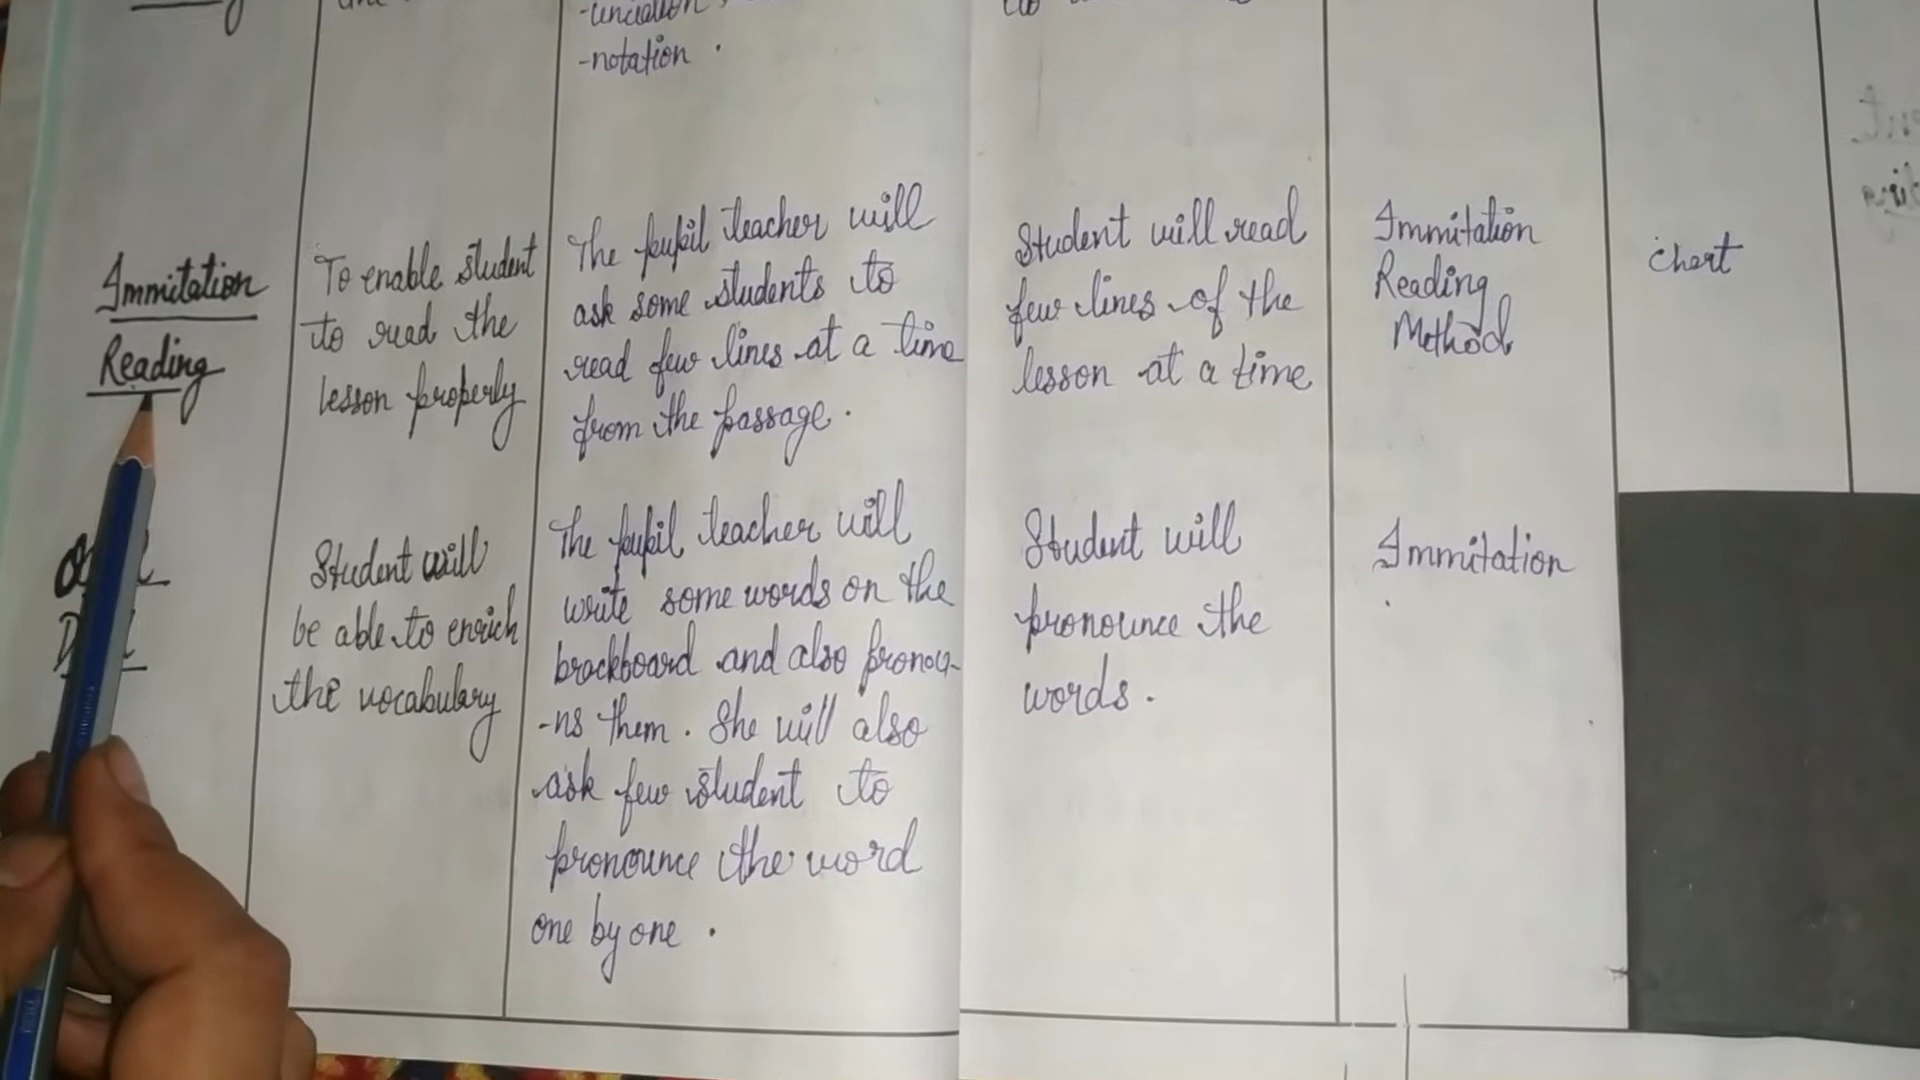 -notation .
Immitation
Reading
To enable student
to read the
lesson properly
The pupil teacher will
ask some students to
read few lines at a time
from the passage.
Student will read
few lines of the
lesson at a time
Immitation
Reading
Method
chart
Student will
be able to enrich
the vocabulary
The pupil teacher will
write some words on the
brackboard and also pronou-
-ns them. She will also
ask few student to
pronounce the word
one by one .
Student will
pronounce the
words.
Immitation